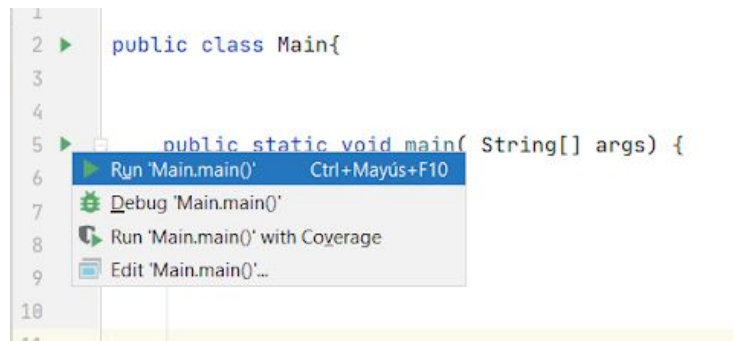 1
2 public class Main{
3
4
5 public static void main( String[] args) {
6 Run 'Main.main()' Ctrl+Mayús+F10
7 Debug 'Main.main()'
8 Run 'Main.main()' with Coverage
9 Edit 'Main.main()'...
10
11